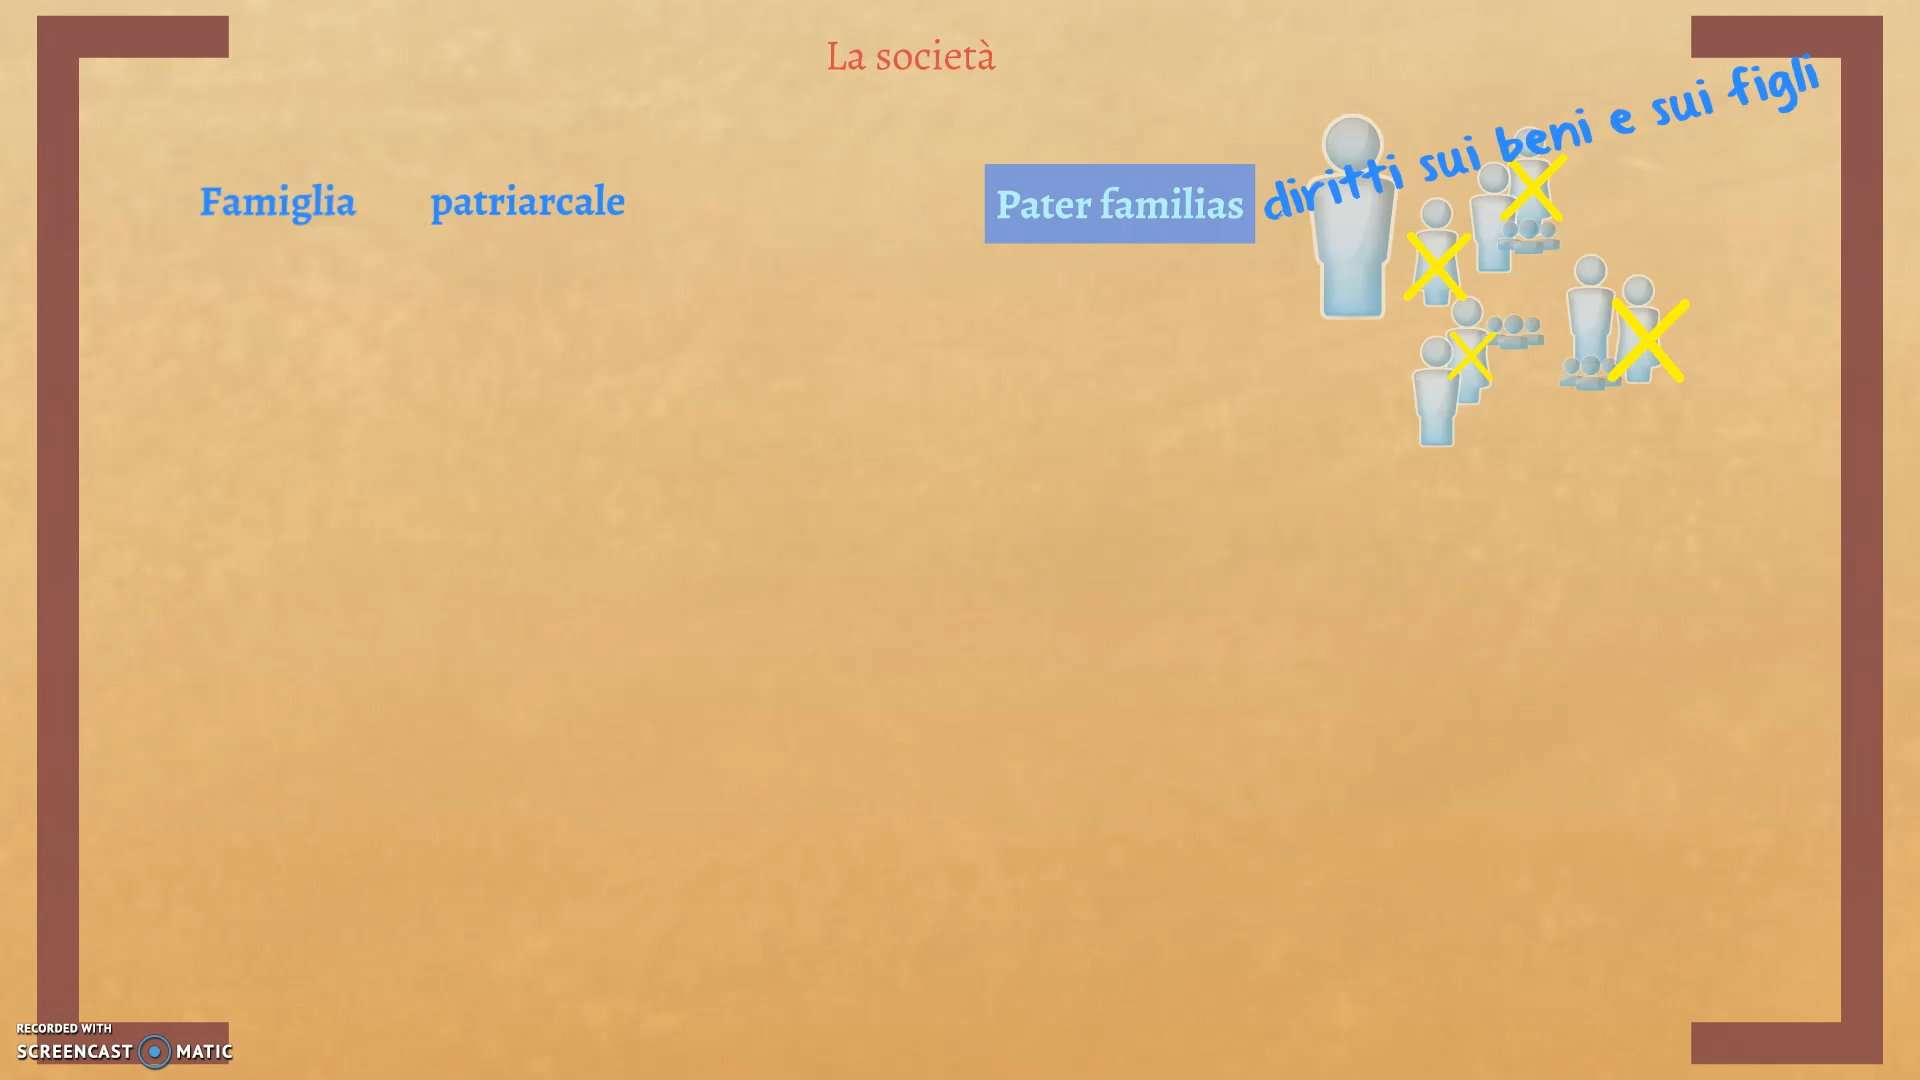 La società
Famiglia patriarcale
Pater familias
diritti sui beni e sui figli
RECORDED WITH
SCREENCAST MATIC